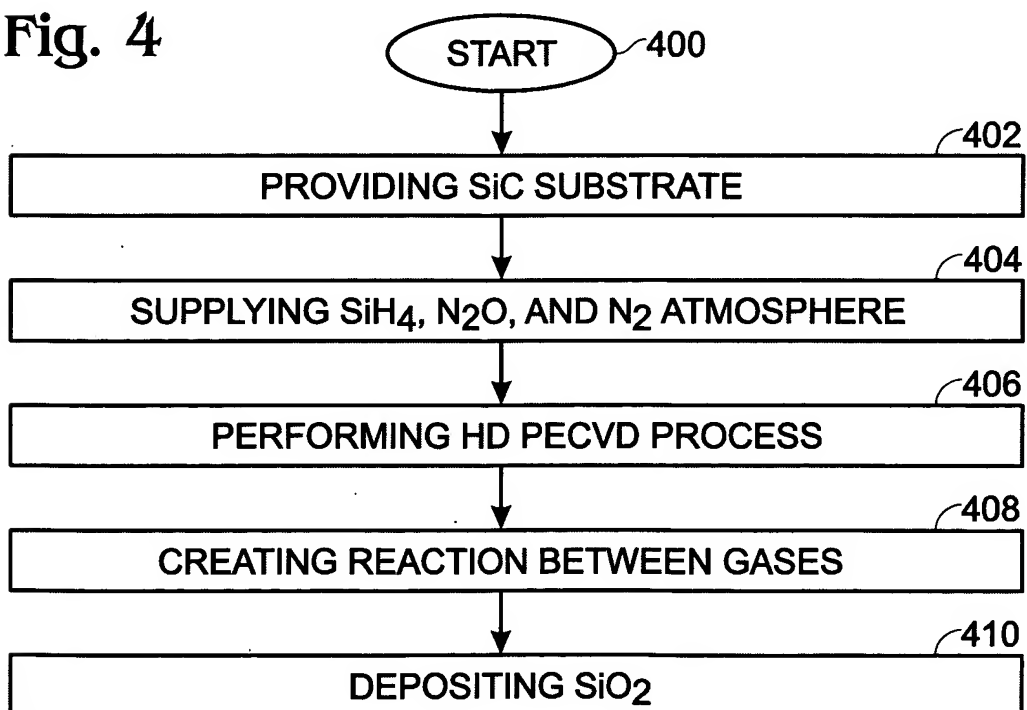 Fig. 4
START
400
402
PROVIDING SiC SUBSTRATE
404
SUPPLYING SiH4, N2O, AND N2 ATMOSPHERE
406
PERFORMING HD PECVD PROCESS
408
CREATING REACTION BETWEEN GASES
410
DEPOSITING SiO2